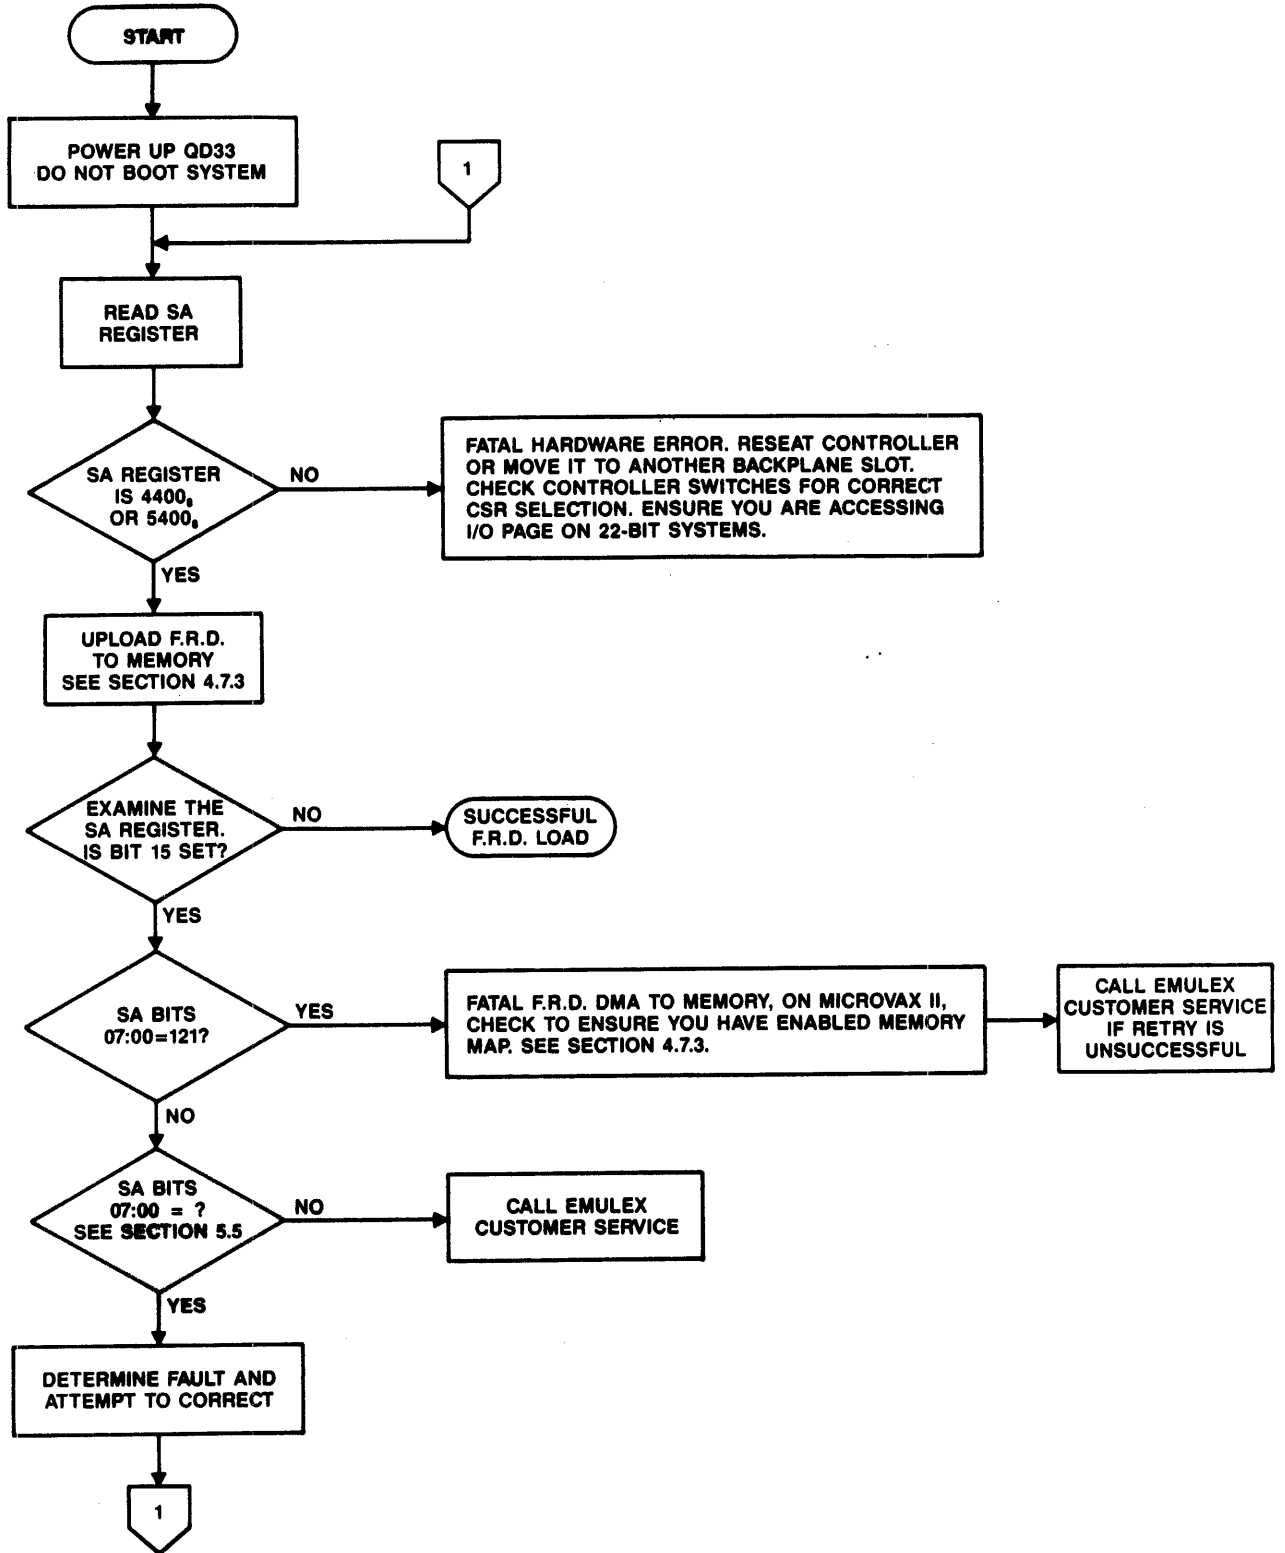 START
POWER UP QD33
DO NOT BOOT SYSTEM
1
READ SA
REGISTER
SA REGISTER
IS 4400₈
OR 5400₈
NO
FATAL HARDWARE ERROR. RESEAT CONTROLLER
OR MOVE IT TO ANOTHER BACKPLANE SLOT.
CHECK CONTROLLER SWITCHES FOR CORRECT
CSR SELECTION. ENSURE YOU ARE ACCESSING
I/O PAGE ON 22-BIT SYSTEMS.
YES
UPLOAD F.R.D.
TO MEMORY
SEE SECTION 4.7.3
EXAMINE THE
SA REGISTER.
IS BIT 15 SET?
NO
SUCCESSFUL
F.R.D. LOAD
YES
SA BITS
07:00=121?
YES
FATAL F.R.D. DMA TO MEMORY, ON MICROVAX II,
CHECK TO ENSURE YOU HAVE ENABLED MEMORY
MAP. SEE SECTION 4.7.3.
CALL EMULEX
CUSTOMER SERVICE
IF RETRY IS
UNSUCCESSFUL
NO
SA BITS
07:00 = ?
SEE SECTION 5.5
NO
CALL EMULEX
CUSTOMER SERVICE
YES
DETERMINE FAULT AND
ATTEMPT TO CORRECT
1